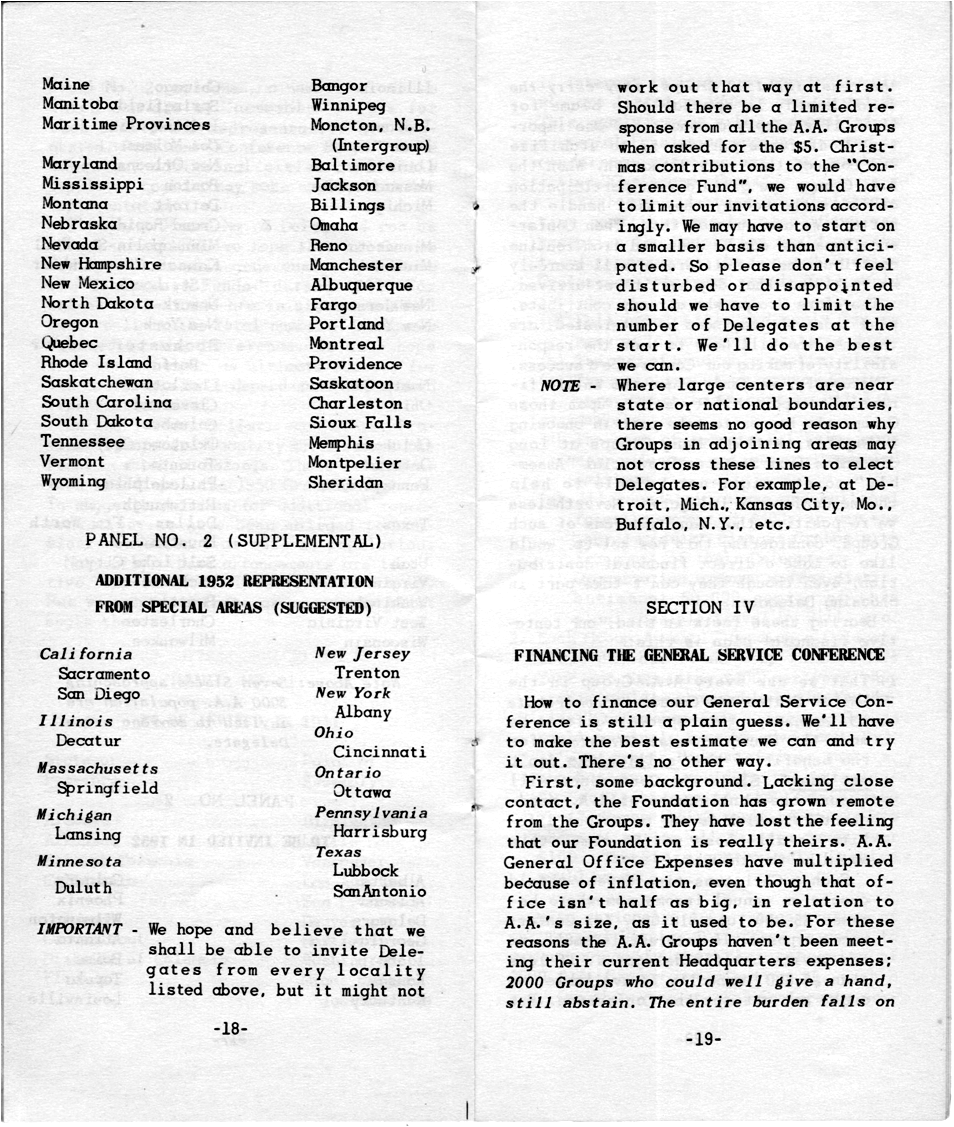 Maine Bangor
Manitoba Winnipeg
Maritime Provinces Moncton, N.B.
(Intergroup)
Maryland Baltimore
Mississippi Jackson
Montana Billings
Nebraska Omaha
Nevada Reno
New Hampshire Manchester
New Mexico Albuquerque
North Dakota Fargo
Oregon Portland
Quebec Montreal
Rhode Island Providence
Saskatchewan Saskatoon
South Carolina Charleston
South Dakota Sioux Falls
Tennessee Memphis
Vermont Montpelier
Wyoming Sheridan
PANEL NO. 2 (SUPPLEMENTAL)
ADDITIONAL 1952 REPRESENTATION
FROM SPECIAL AREAS (SUGGESTED)
California
Sacramento
San Diego
Illinois
Decatur
Massachusetts
Springfield
Michigan
Lansing
Minnesota
Duluth
New Jersey
Trenton
New York
Albany
Ohio
Cincinnati
Ontario
Ottawa
Pennsylvania
Harrisburg
Texas
Lubbock
San Antonio
IMPORTANT - We hope and believe that we
shall be able to invite Dele-
gates from every locality
listed above, but it might not
-18-
work out that way at first.
Should there be a limited re-
sponse from all the A.A. Groups
when asked for the $5. Christ-
mas contributions to the "Con-
ference Fund", we would have
to limit our invitations accord-
ingly. We may have to start on
a smaller basis than antici-
pated. So please don't feel
disturbed or disappointed
should we have to limit the
number of Delegates at the
start. We'll do the best
we can.
NOTE - Where large centers are near
state or national boundaries,
there seems no good reason why
Groups in adjoining areas may
not cross these lines to elect
Delegates. For example, at De-
troit, Mich., Kansas City, Mo.,
Buffalo, N.Y., etc.
SECTION IV
FINANCING THE GENERAL SERVICE CONFERENCE
How to finance our General Service Con-
ference is still a plain guess. We'll have
to make the best estimate we can and try
it out. There's no other way.
First, some background. Lacking close
contact, the Foundation has grown remote
from the Groups. They have lost the feeling
that our Foundation is really theirs. A.A.
General Office Expenses have multiplied
because of inflation, even though that of-
fice isn't half as big, in relation to
A.A.'s size, as it used to be. For these
reasons the A.A. Groups haven't been meet-
ing their current Headquarters expenses;
2000 Groups who could well give a hand,
still abstain. The entire burden falls on
-19-